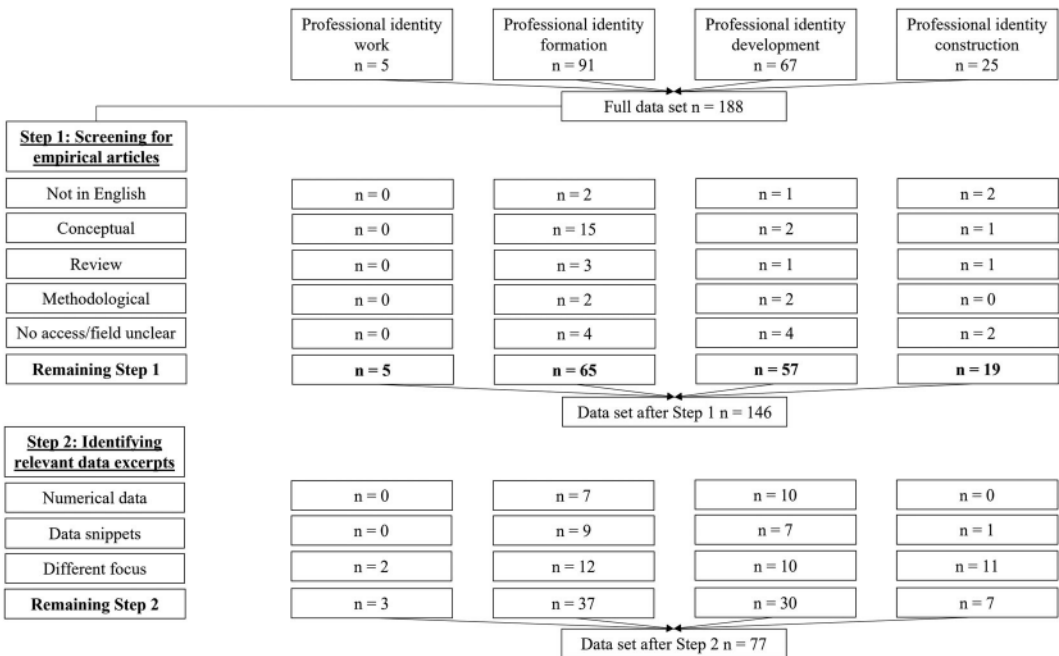 Professional identity
work
n = 5
Professional identity
formation
n = 91
Professional identity
development
n = 67
Professional identity
construction
n = 25
Full data set n = 188
Step 1: Screening for
empirical articles
Not in English
n = 0
n = 2
n = 1
n = 2
Conceptual
n = 0
n = 15
n = 2
n = 1
Review
n = 0
n = 3
n = 1
n = 1
Methodological
n = 0
n = 2
n = 2
n = 0
No access/field unclear
n = 0
n = 4
n = 4
n = 2
Remaining Step 1
n = 5
n = 65
n = 57
n = 19
Data set after Step 1 n = 146
Step 2: Identifying
relevant data excerpts
Numerical data
n = 0
n = 7
n = 10
n = 0
Data snippets
n = 0
n = 9
n = 7
n = 1
Different focus
n = 2
n = 12
n = 10
n = 11
Remaining Step 2
n = 3
n = 37
n = 30
n = 7
Data set after Step 2 n = 77